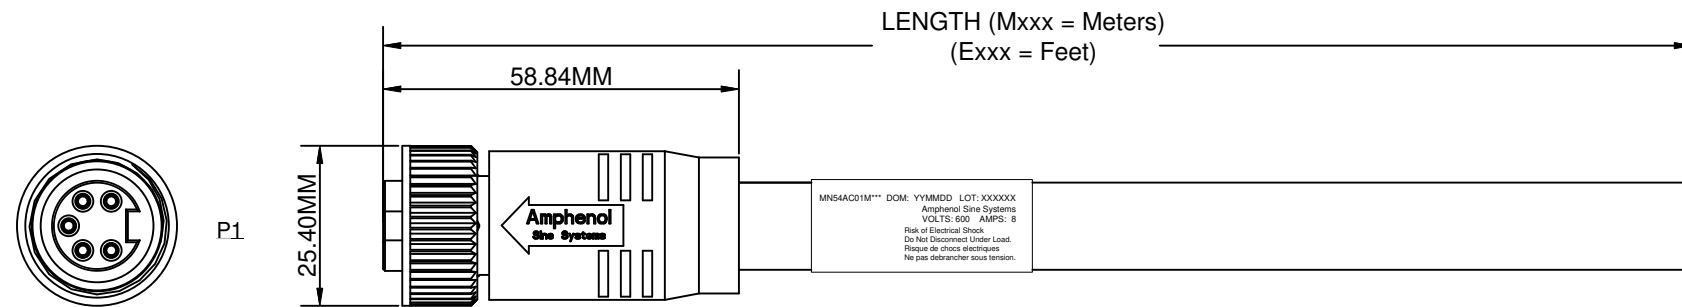 LENGTH (Mxxx = Meters)
(Exxx = Feet)
58.84MM
P1
25.40MM
Amphenol
Sine Systems
MN54AC01M*** DOM: YYMMDD LOT: XXXXXX
Amphenol Sine Systems
VOLTS: 600 AMPS: 8
Risk of Electrical Shock
Do Not Disconnect Under Load.
Risque de chocs electriques
Ne pas debrancher sous tension.